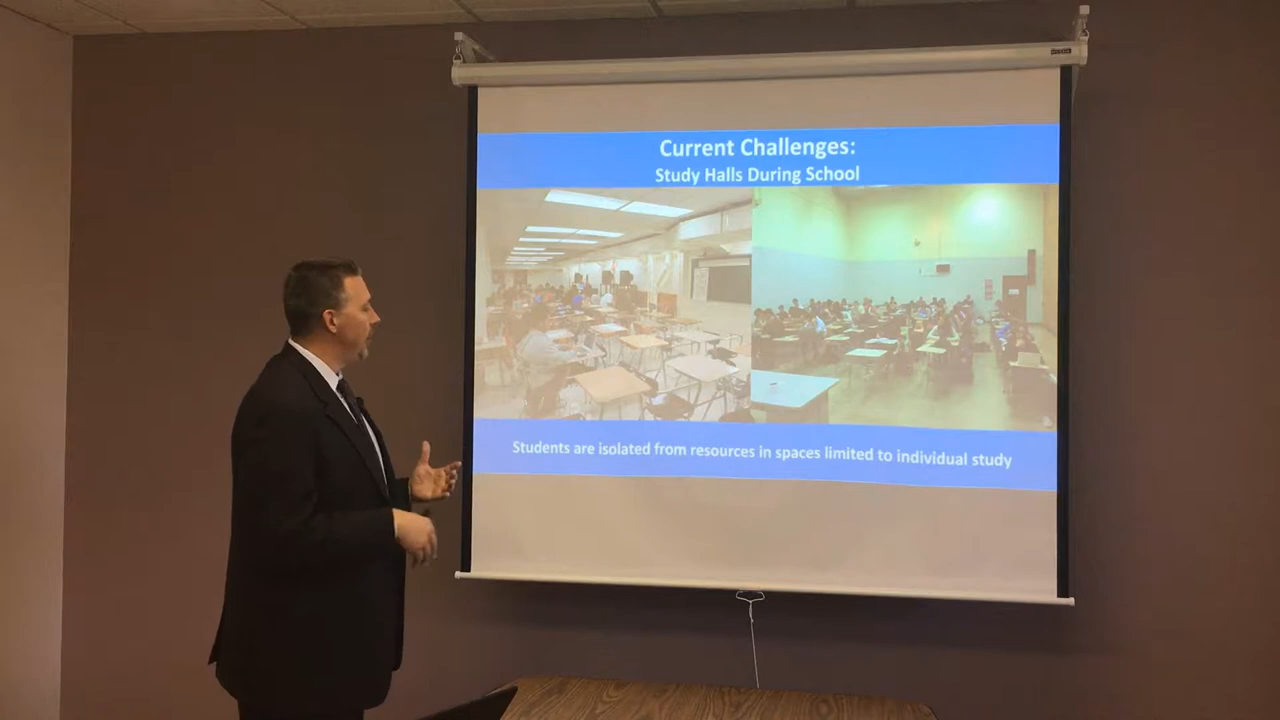 Current Challenges:
Study Halls During School
Students are isolated from resources in spaces limited to individual study